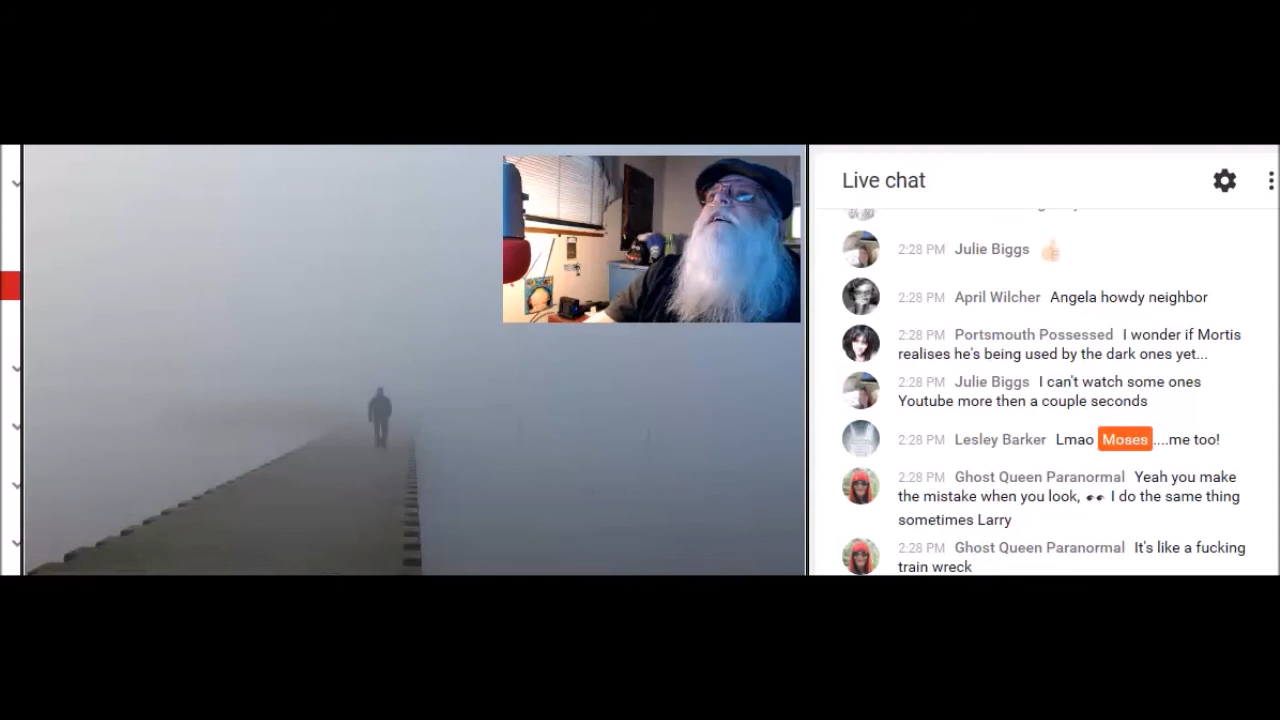 Live chat
2:28 PM Julie Biggs 👍🏻
2:28 PM April Wilcher Angela howdy neighbor
2:28 PM Portsmouth Possessed I wonder if Mortis
realises he's being used by the dark ones yet...
2:28 PM Julie Biggs I can't watch some ones
Youtube more then a couple seconds
2:28 PM Lesley Barker Lmao Moses....me too!
2:28 PM Ghost Queen Paranormal Yeah you make
the mistake when you look, 👀 I do the same thing
sometimes Larry
2:28 PM Ghost Queen Paranormal It's like a fucking
train wreck